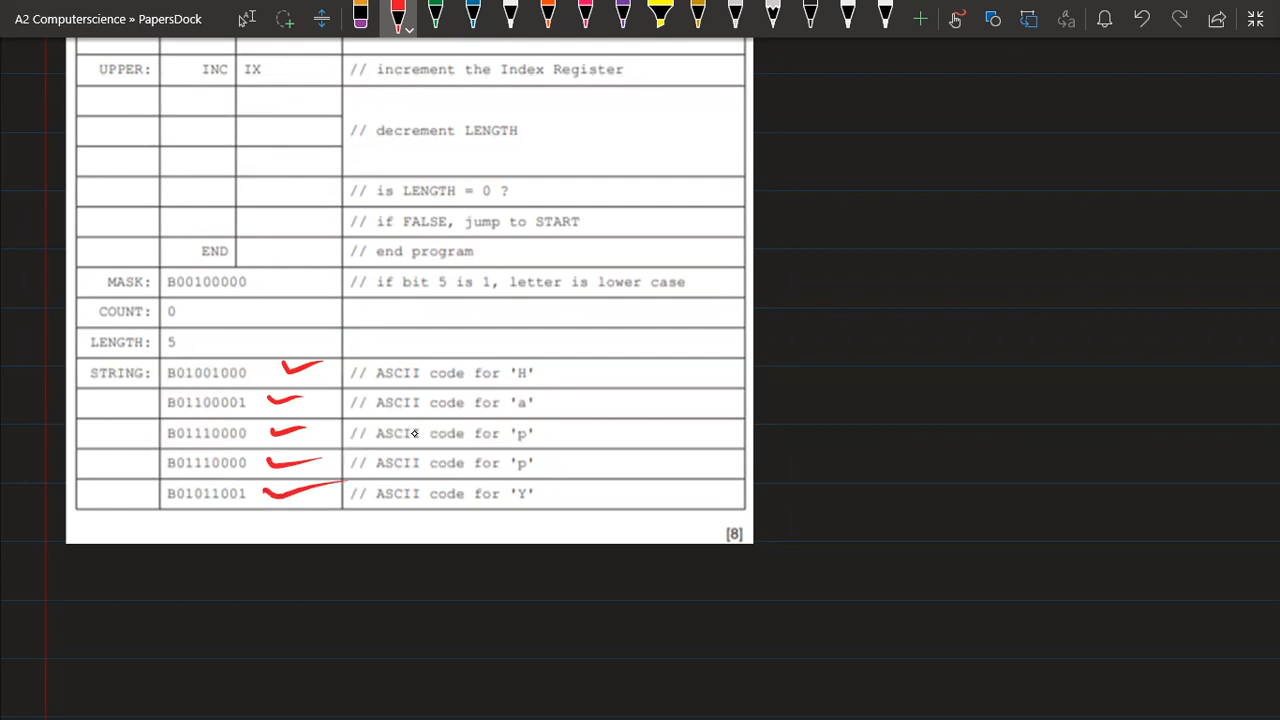 A2 Computerscience » PapersDock
UPPER: INC IX // increment the Index Register
// decrement LENGTH
// is LENGTH = 0 ?
// if FALSE, jump to START
END // end program
MASK: B00100000 // if bit 5 is 1, letter is lower case
COUNT: 0
LENGTH: 5
STRING: B01001000 // ASCII code for 'H'
B01100001 // ASCII code for 'a'
B01110000 // ASCII code for 'p'
B01110000 // ASCII code for 'p'
B01011001 // ASCII code for 'Y'
[8]